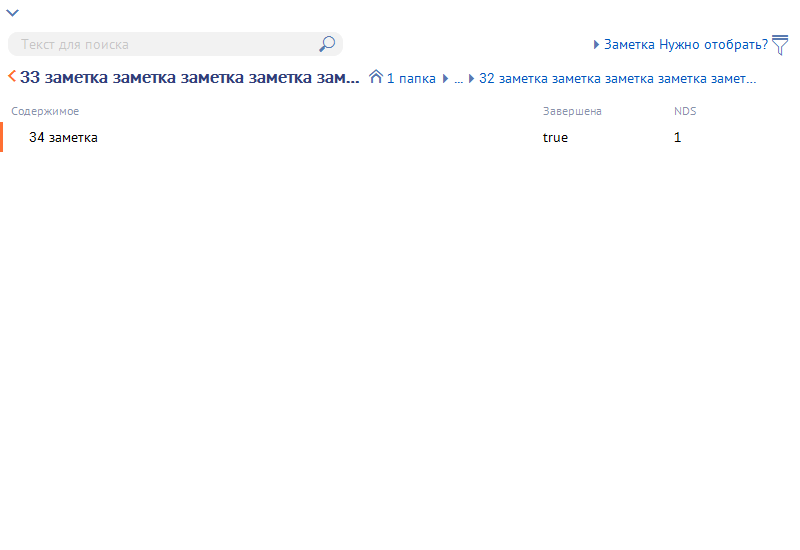 Текст для поиска Заметка Нужно отобрать?
33 заметка заметка заметка заметка зам... 1 папка ... 32 заметка заметка заметка заметка замет...
Содержимое Завершена NDS
34 заметка true 1